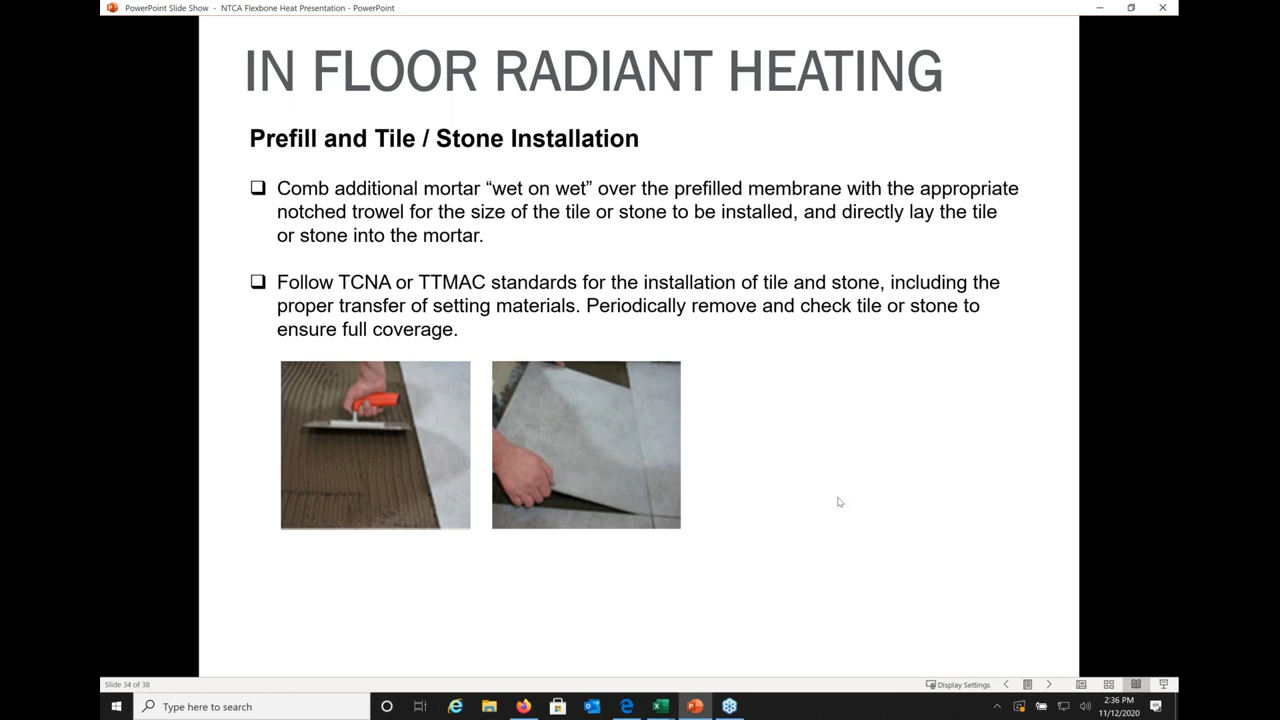 PowerPoint Slide Show - NTCA Flexbone Heat Presentation - PowerPoint
IN FLOOR RADIANT HEATING
Prefill and Tile / Stone Installation
Comb additional mortar “wet on wet” over the prefilled membrane with the appropriate
notched trowel for the size of the tile or stone to be installed, and directly lay the tile
or stone into the mortar.
Follow TCNA or TTMAC standards for the installation of tile and stone, including the
proper transfer of setting materials. Periodically remove and check tile or stone to
ensure full coverage.
Slide 34 of 38
Display Settings
Type here to search
2:36 PM
11/12/2020